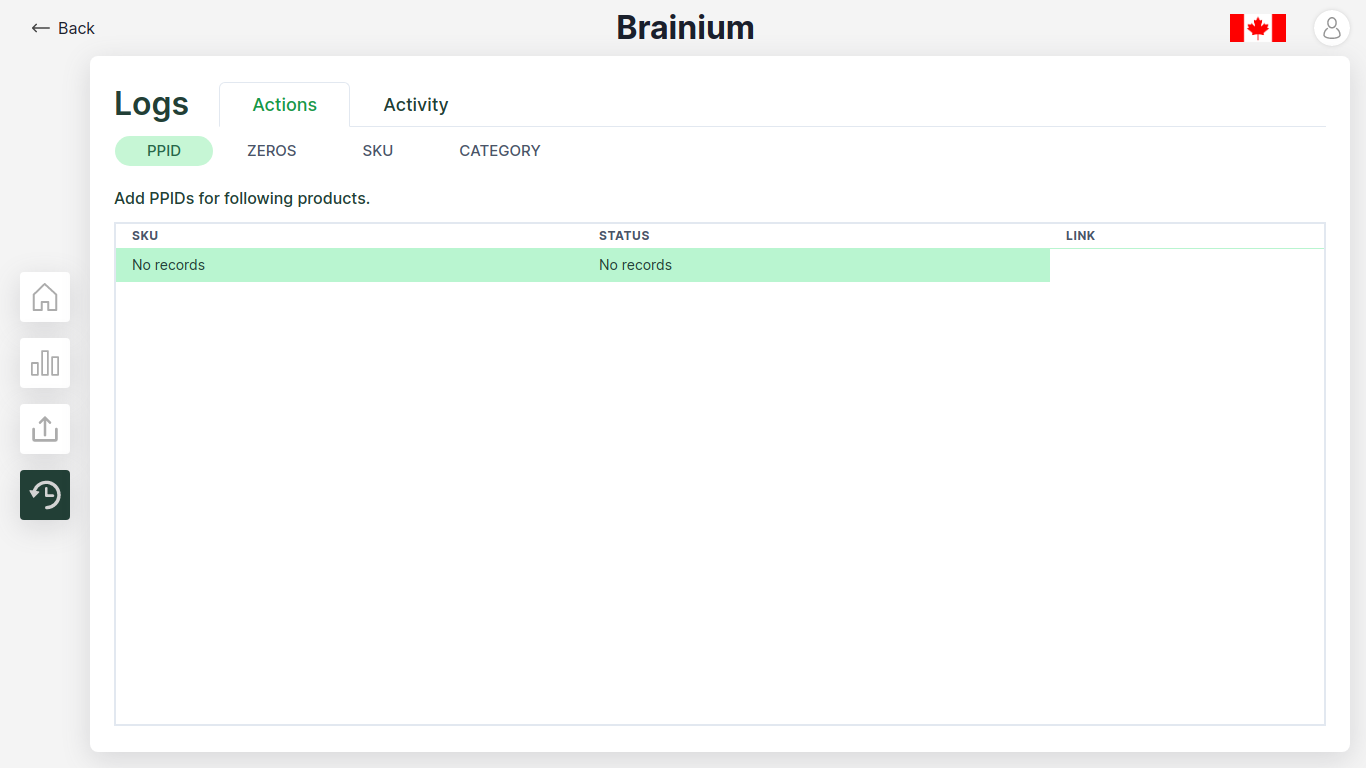 Back
Brainium
Logs
Actions
Activity
PPID
ZEROS
SKU
CATEGORY
Add PPIDs for following products.
SKU
STATUS
LINK
No records
No records